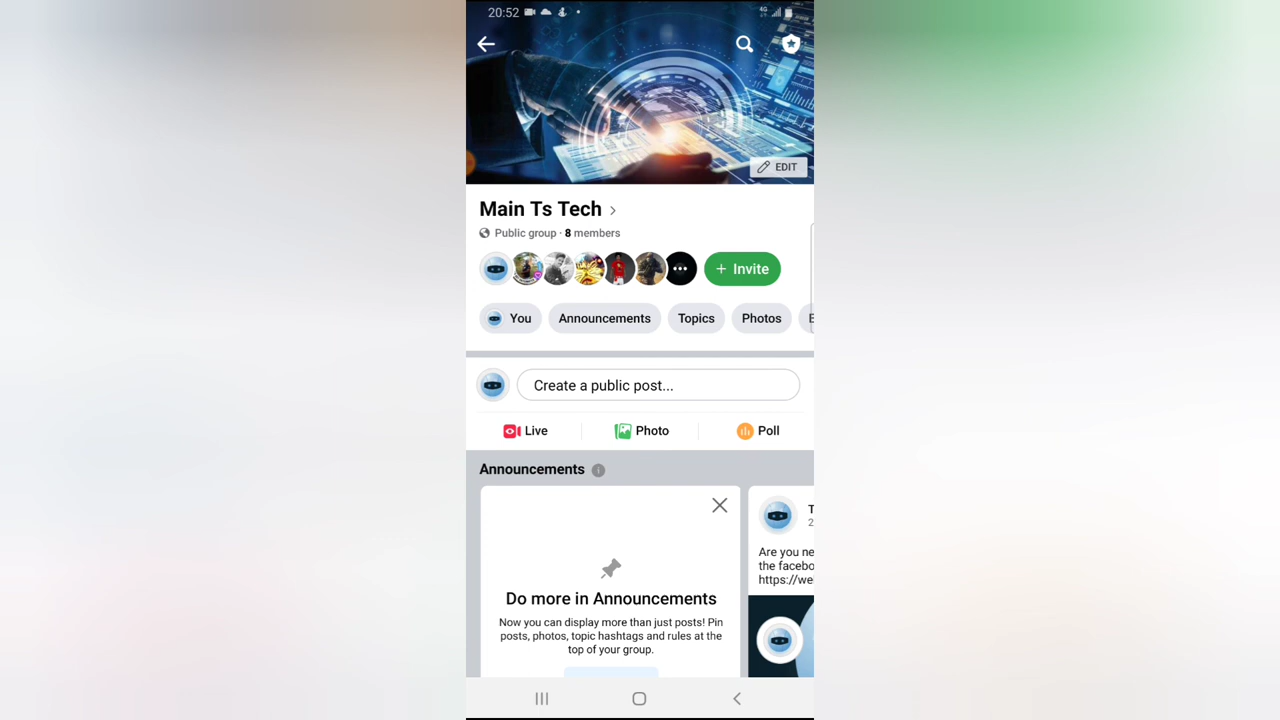 20:52
4G
EDIT
Main Ts Tech
Public group · 8 members
+ Invite
You
Announcements
Topics
Photos
Create a public post...
Live
Photo
Poll
Announcements
Do more in Announcements
Now you can display more than just posts! Pin
posts, photos, topic hashtags and rules at the
top of your group.
T
2
Are you ne
the facebo
https://we